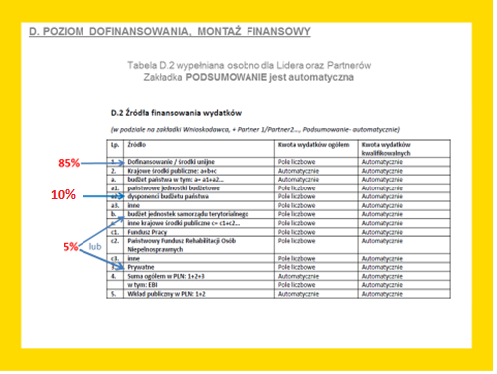 D. POZIOM DOFINANSOWANIA, MONTAŻ FINANSOWY
Tabela D.2 wypełniana osobno dla Lidera oraz Partnerów
Zakładka PODSUMOWANIE jest automatyczna
D.2 Źródła finansowania wydatków
(w podziale na zakładki Wnioskodawca, + Partner 1/Partner2..., Podsumowanie- automatycznie)
Lp. Źródło Kwota wydatków ogółem Kwota wydatków kwalifikowalnych
85% 1. Dofinansowanie / środki unijne Pole liczbowe Automatycznie
2. Krajowe środki publiczne: a+b+c Automatycznie Automatycznie
a. budżet państwa w tym: a= a1+a2... Automatycznie Automatycznie
a1. państwowe jednostki budżetowe Pole liczbowe Automatycznie
10% a2. dysponenci budżetu państwa Pole liczbowe Automatycznie
a3. inne Pole liczbowe Automatycznie
b. budżet jednostek samorządu terytorialnego Pole liczbowe Automatycznie
c. inne krajowe środki publiczne c= c1+c2... Automatycznie Automatycznie
c1. Fundusz Pracy Pole liczbowe Automatycznie
5% lub c2. Państwowy Fundusz Rehabilitacji Osób Niepełnosprawnych Pole liczbowe Automatycznie
c3. inne Pole liczbowe Automatycznie
3. Prywatne Pole liczbowe Automatycznie
4. Suma ogółem w PLN: 1+2+3 Automatycznie Automatycznie
w tym: EBI Pole liczbowe Pole liczbowe
5. Wkład publiczny w PLN: 1+2 Automatycznie Automatycznie